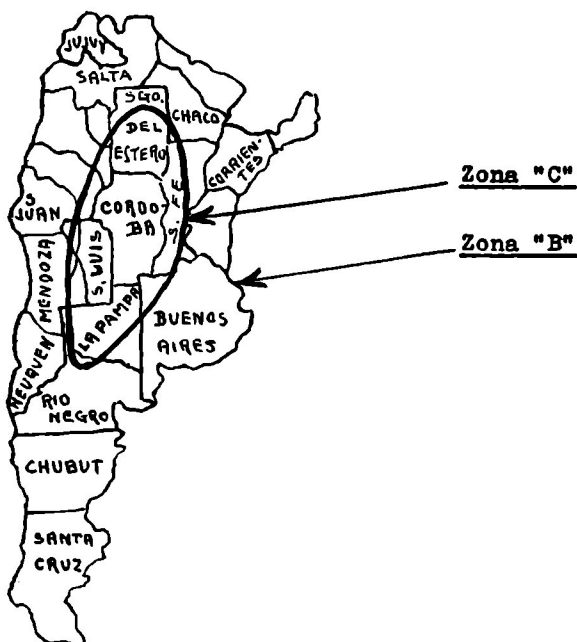 JUJUY
SALTA
SGO.
DEL
ESTERO
CHACO
CORRIEN-
TES
S. FE
S
JUAN
CORDO-
BA
S. LUIS
MENDOZA
LA PAMPA
BUENOS
AIRES
NEUQUEN
RIO
NEGRO
CHUBUT
SANTA
CRUZ
Zona "C"
Zona "B"